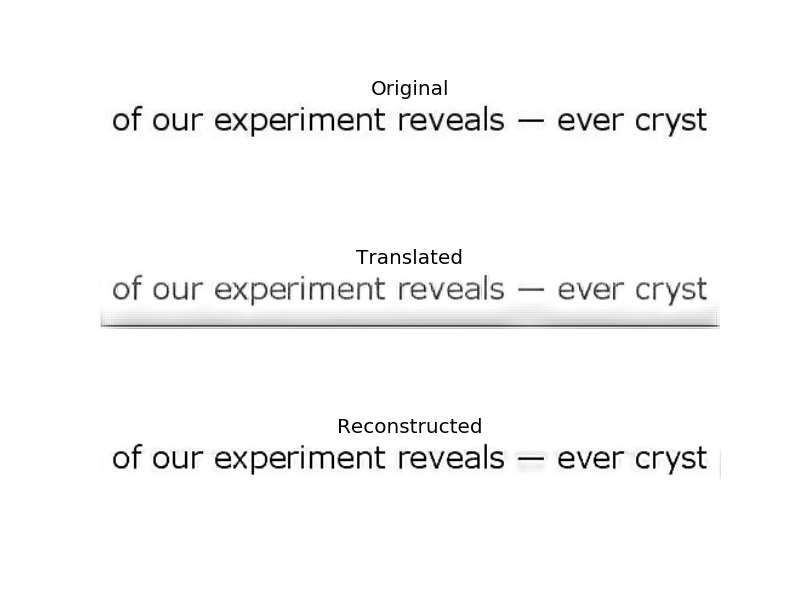 Original
of our experiment reveals — ever cryst
Translated
of our experiment reveals — ever cryst
Reconstructed
of our experiment reveals — ever cryst